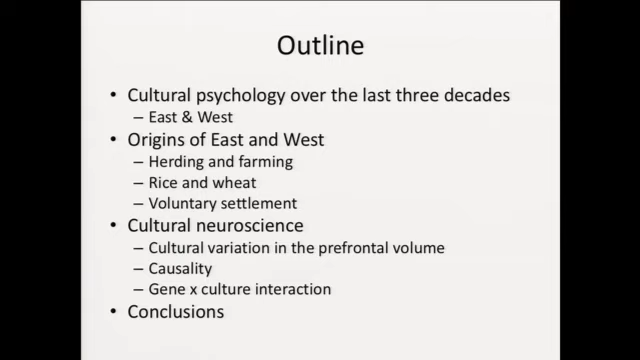 Outline
• Cultural psychology over the last three decades
– East & West
• Origins of East and West
– Herding and farming
– Rice and wheat
– Voluntary settlement
• Cultural neuroscience
– Cultural variation in the prefrontal volume
– Causality
– Gene x culture interaction
• Conclusions